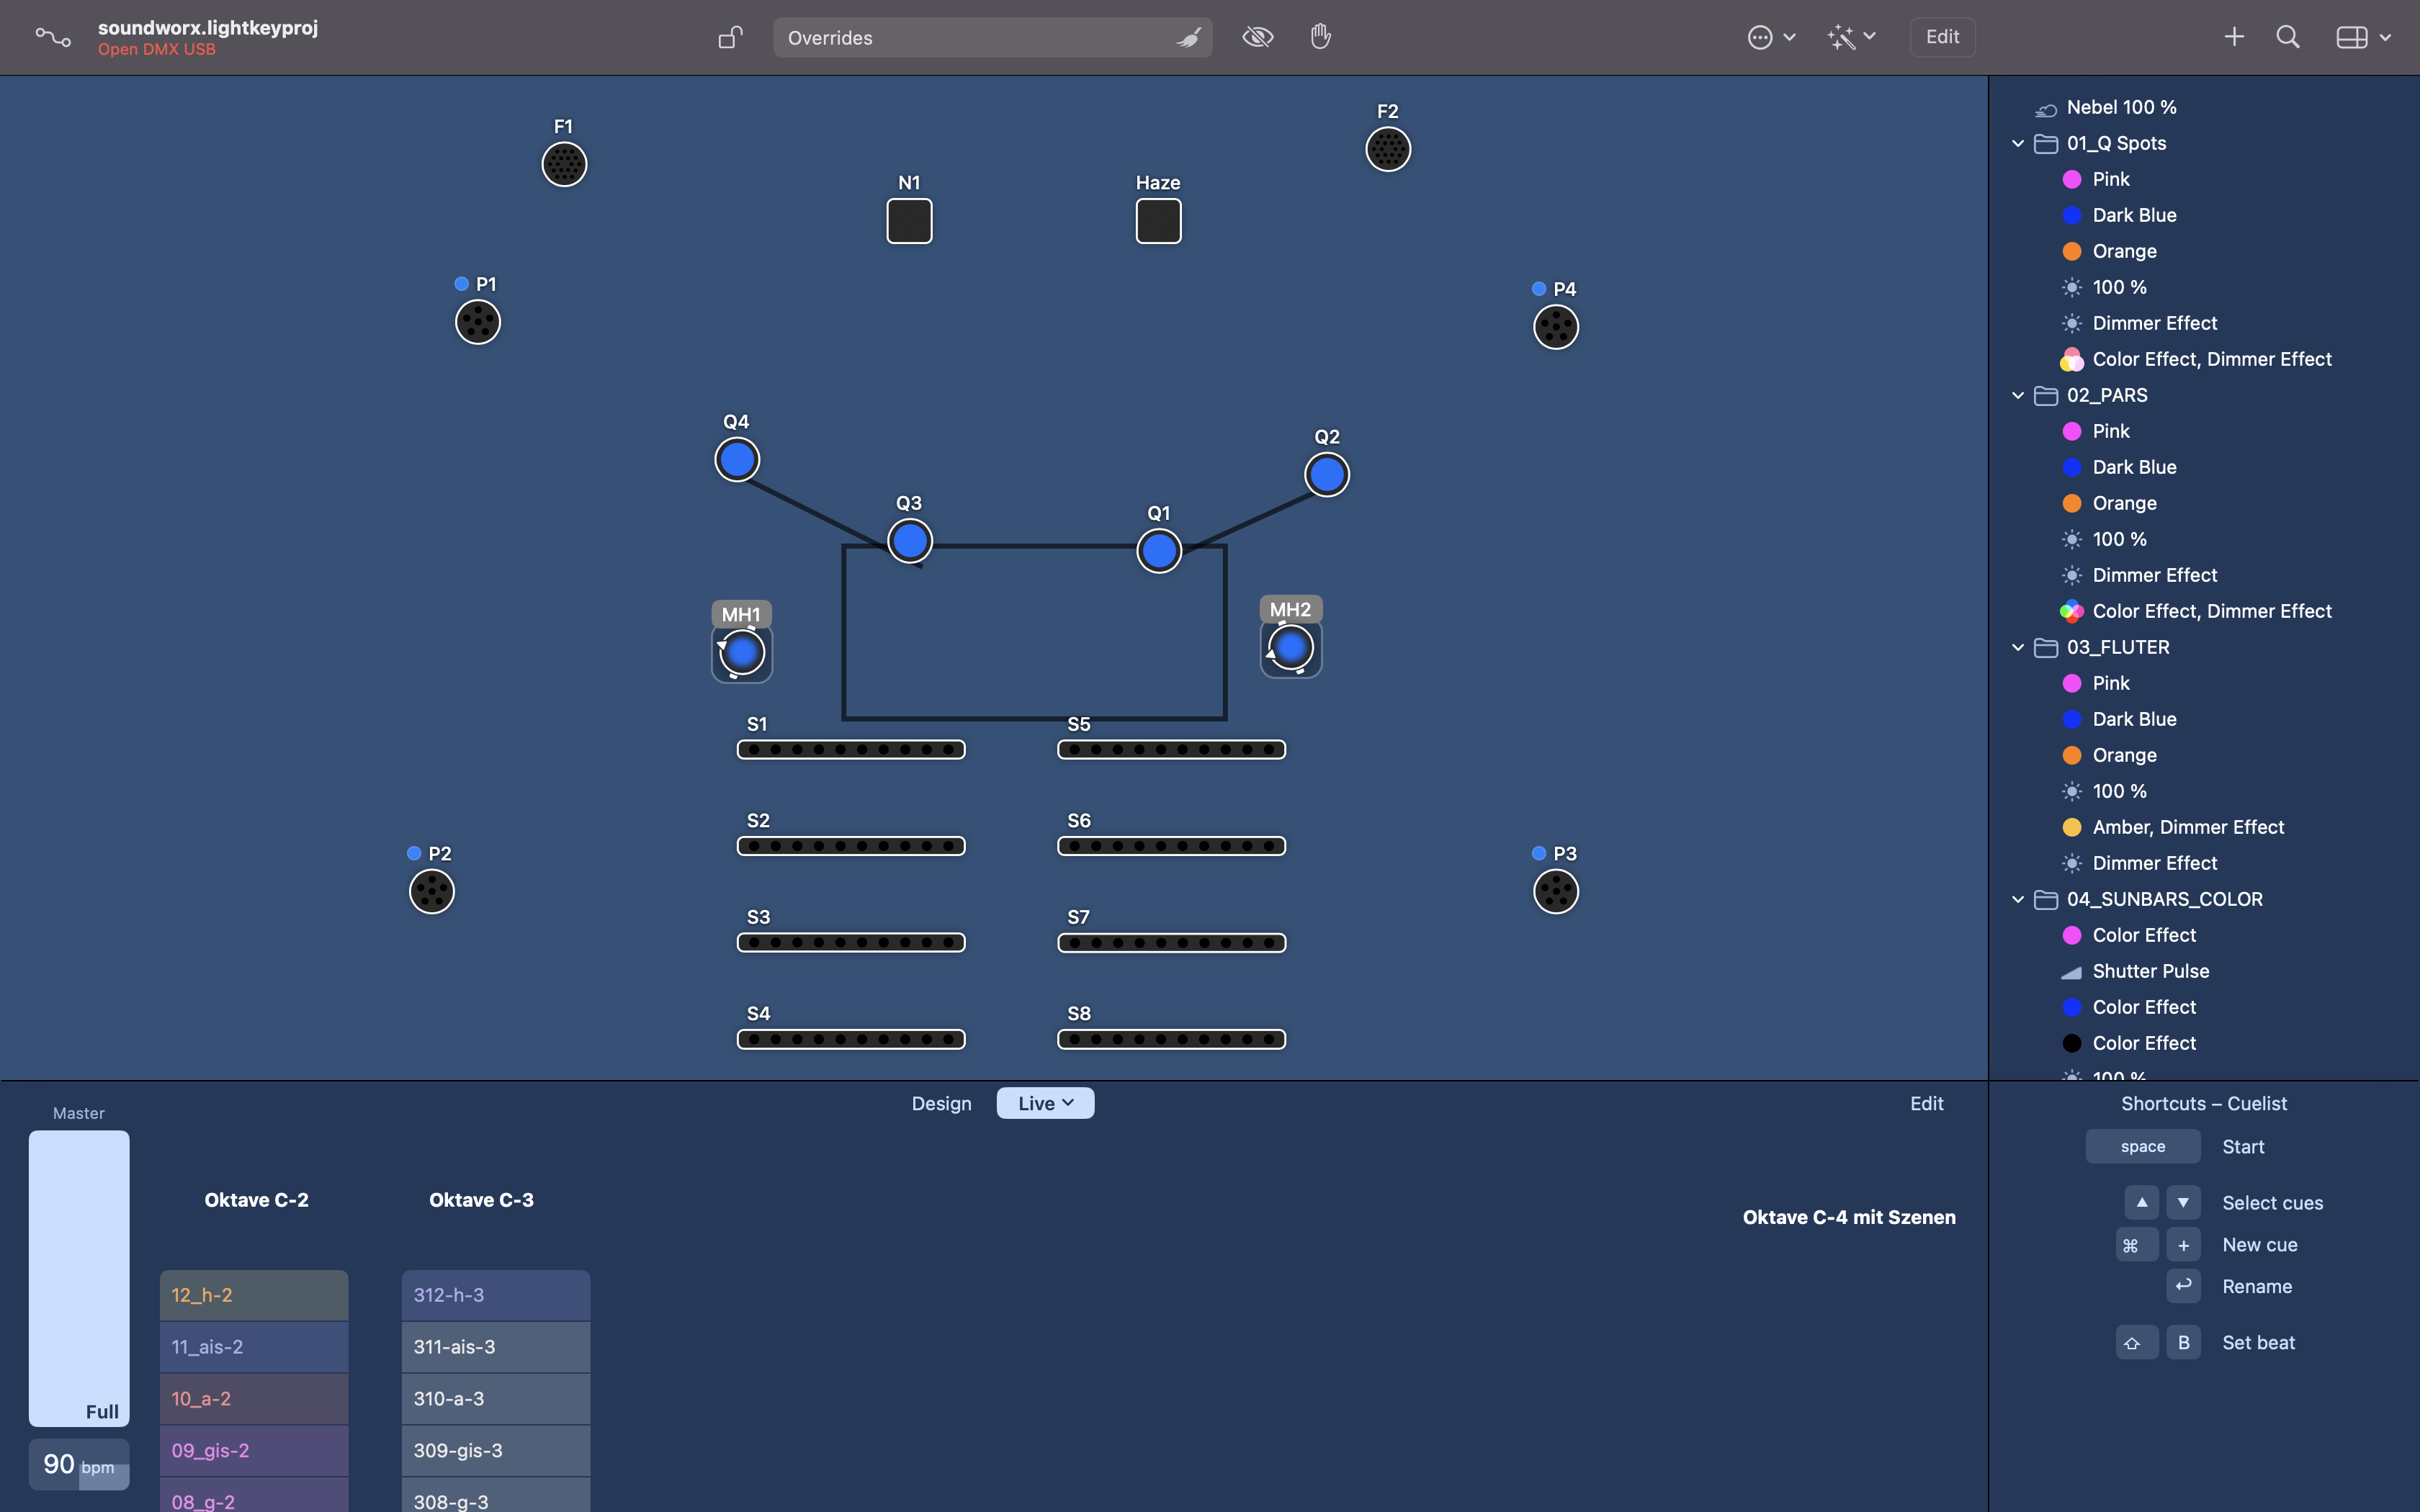 soundworx.lightkeyproj
Open DMX USB
Overrides
Edit
F1
F2
N1
Haze
P1
P4
Q4
Q2
Q3
Q1
MH1
MH2
S1
S5
S2
S6
P2
P3
S3
S7
S4
S8
Nebel 100 %
01_Q Spots
Pink
Dark Blue
Orange
100 %
Dimmer Effect
Color Effect, Dimmer Effect
02_PARS
Pink
Dark Blue
Orange
100 %
Dimmer Effect
Color Effect, Dimmer Effect
03_FLUTER
Pink
Dark Blue
Orange
100 %
Amber, Dimmer Effect
Dimmer Effect
04_SUNBARS_COLOR
Color Effect
Shutter Pulse
Color Effect
Color Effect
100 %
Master
Full
90 bpm
Design
Live
Edit
Oktave C-2
12_h-2
11_ais-2
10_a-2
09_gis-2
08_g-2
Oktave C-3
312-h-3
311-ais-3
310-a-3
309-gis-3
308-g-3
Oktave C-4 mit Szenen
Shortcuts – Cuelist
space Start
▲ ▼ Select cues
⌘ + New cue
↩ Rename
⇧ B Set beat